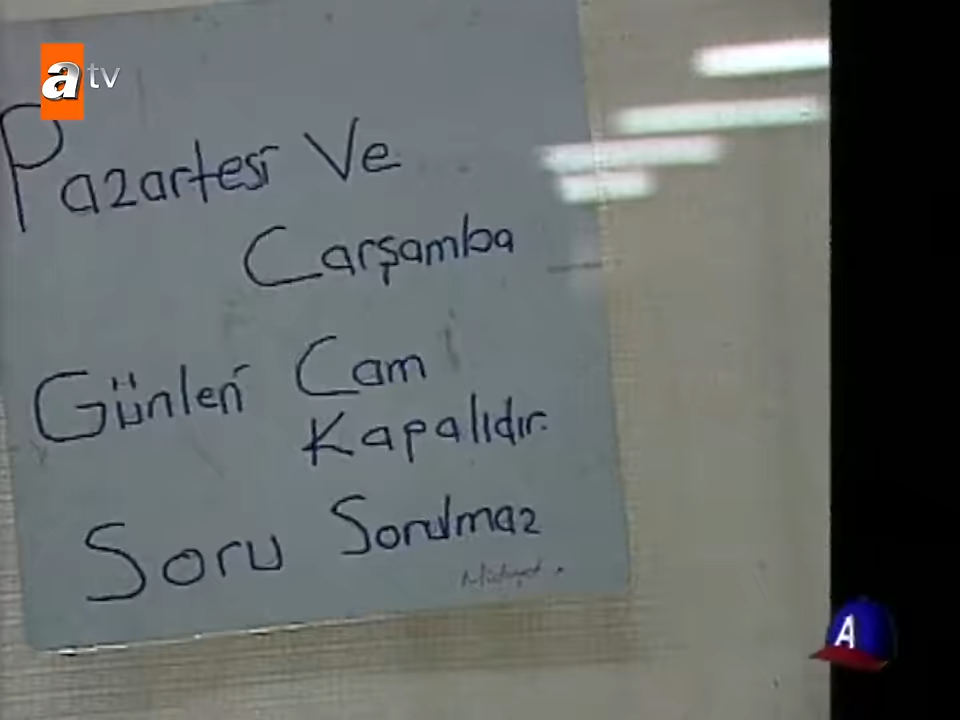 atv
Pazartesi Ve
Carşamba
Günleri Cam
Kapalıdır.
Soru Sorulmaz
A